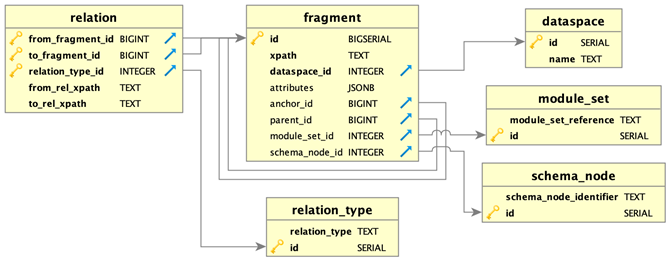 relation
from_fragment_id BIGINT
to_fragment_id BIGINT
relation_type_id INTEGER
from_rel_xpath TEXT
to_rel_xpath TEXT
fragment
id BIGSERIAL
xpath TEXT
dataspace_id INTEGER
attributes JSONB
anchor_id BIGINT
parent_id BIGINT
module_set_id INTEGER
schema_node_id INTEGER
dataspace
id SERIAL
name TEXT
module_set
module_set_reference TEXT
id SERIAL
schema_node
schema_node_identifier TEXT
id SERIAL
relation_type
relation_type TEXT
id SERIAL